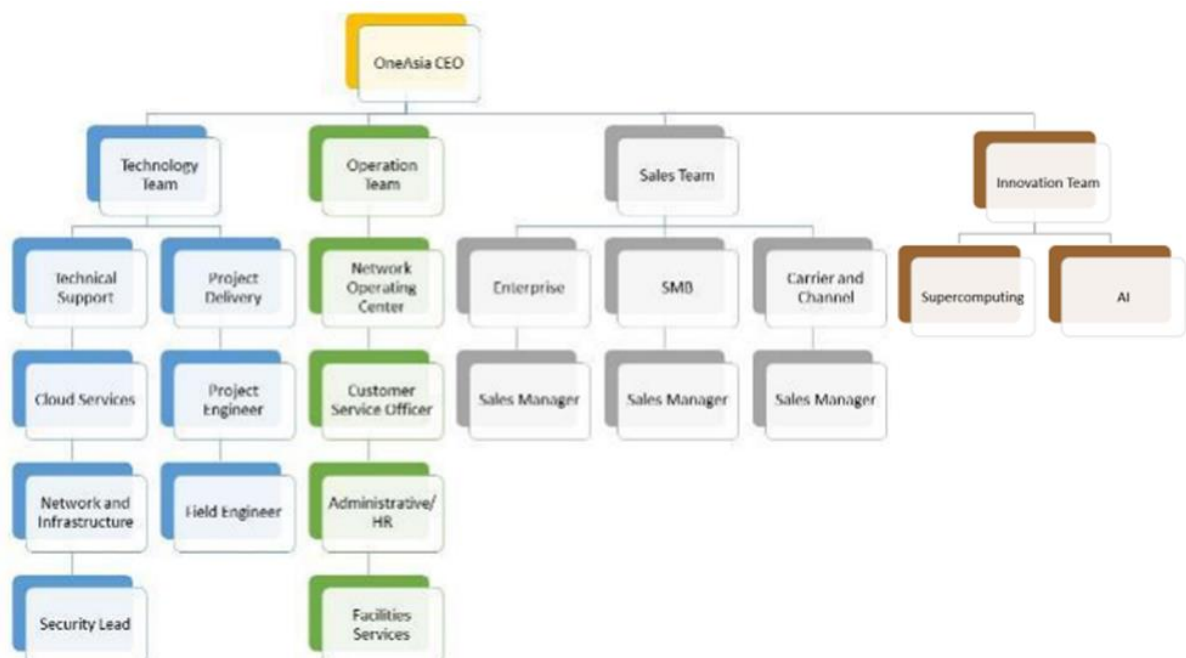 OneAsia CEO
Technology
Team
Operation
Team
Sales Team
Innovation Team
Technical
Support
Project
Delivery
Network
Operating
Center
Enterprise
SMB
Carrier and
Channel
Supercomputing
AI
Cloud Services
Project
Engineer
Customer
Service Officer
Sales Manager
Sales Manager
Sales Manager
Network and
Infrastructure
Field Engineer
Administrative/
HR
Security Lead
Facilities
Services